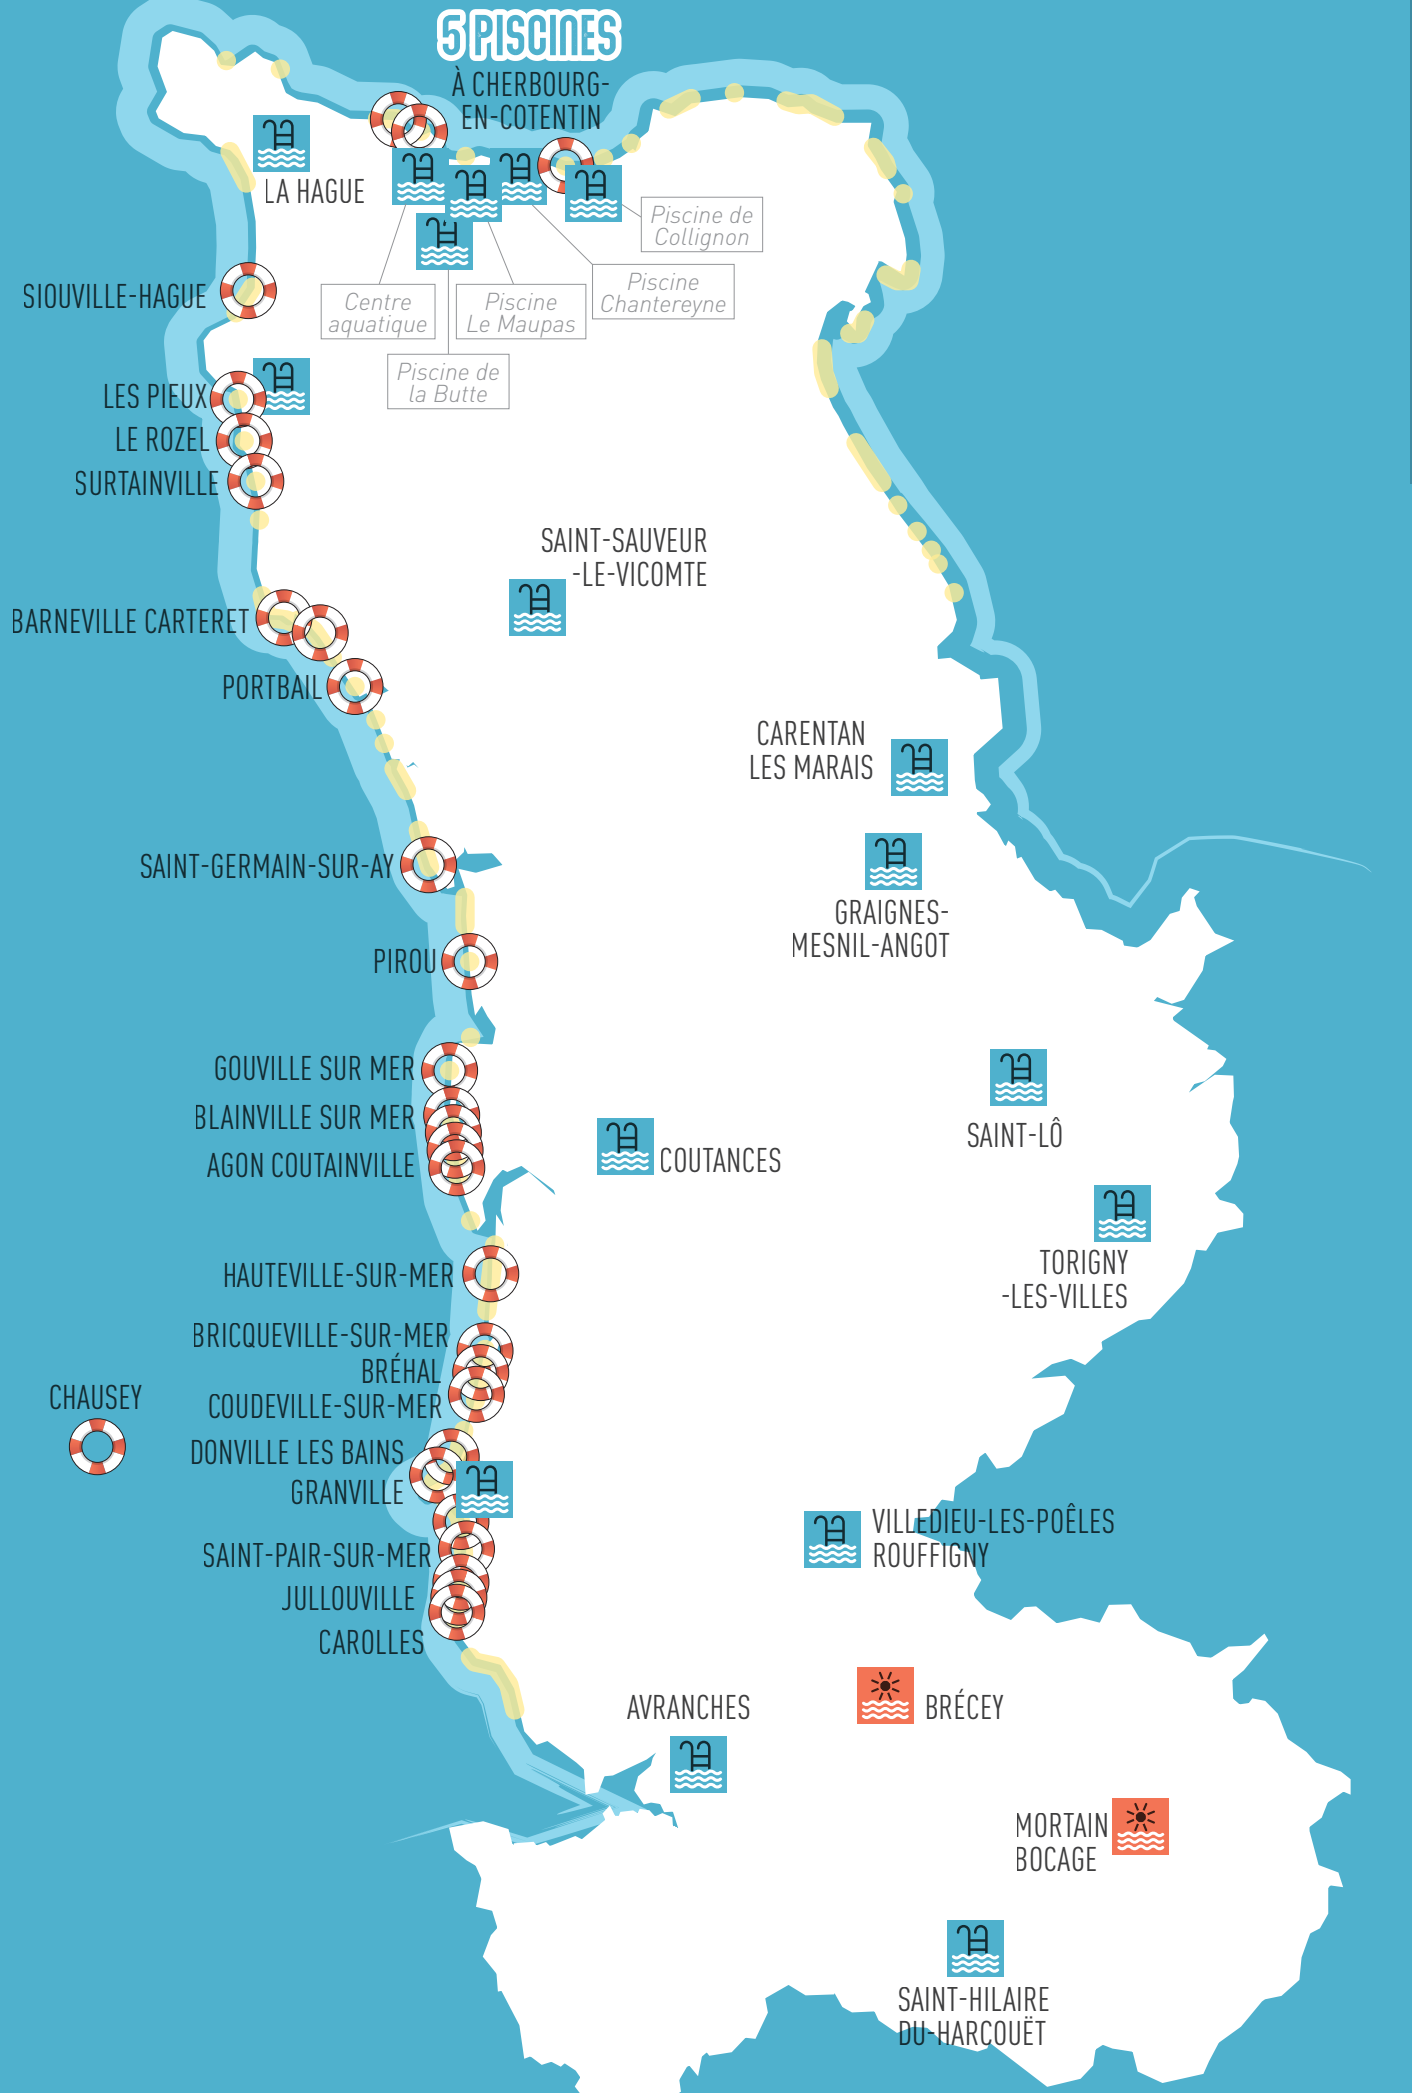 5 PISCINES
À CHERBOURG-
EN-COTENTIN
LA HAGUE
Piscine de
Collignon
Piscine
Chantereyne
Centre
aquatique
Piscine
Le Maupas
Piscine de
la Butte
SIOUVILLE-HAGUE
LES PIEUX
LE ROZEL
SURTAINVILLE
SAINT-SAUVEUR
-LE-VICOMTE
BARNEVILLE CARTERET
PORTBAIL
CARENTAN
LES MARAIS
SAINT-GERMAIN-SUR-AY
GRAIGNES-
MESNIL-ANGOT
PIROU
GOUVILLE SUR MER
BLAINVILLE SUR MER
AGON COUTAINVILLE
COUTANCES
SAINT-LÔ
TORIGNY
-LES-VILLES
HAUTEVILLE-SUR-MER
BRICQUEVILLE-SUR-MER
BRÉHAL
COUDEVILLE-SUR-MER
CHAUSEY
DONVILLE LES BAINS
GRANVILLE
VILLEDIEU-LES-POÊLES
ROUFFIGNY
SAINT-PAIR-SUR-MER
JULLOUVILLE
CAROLLES
AVRANCHES
BRÉCEY
MORTAIN
BOCAGE
SAINT-HILAIRE
DU-HARCOUËT